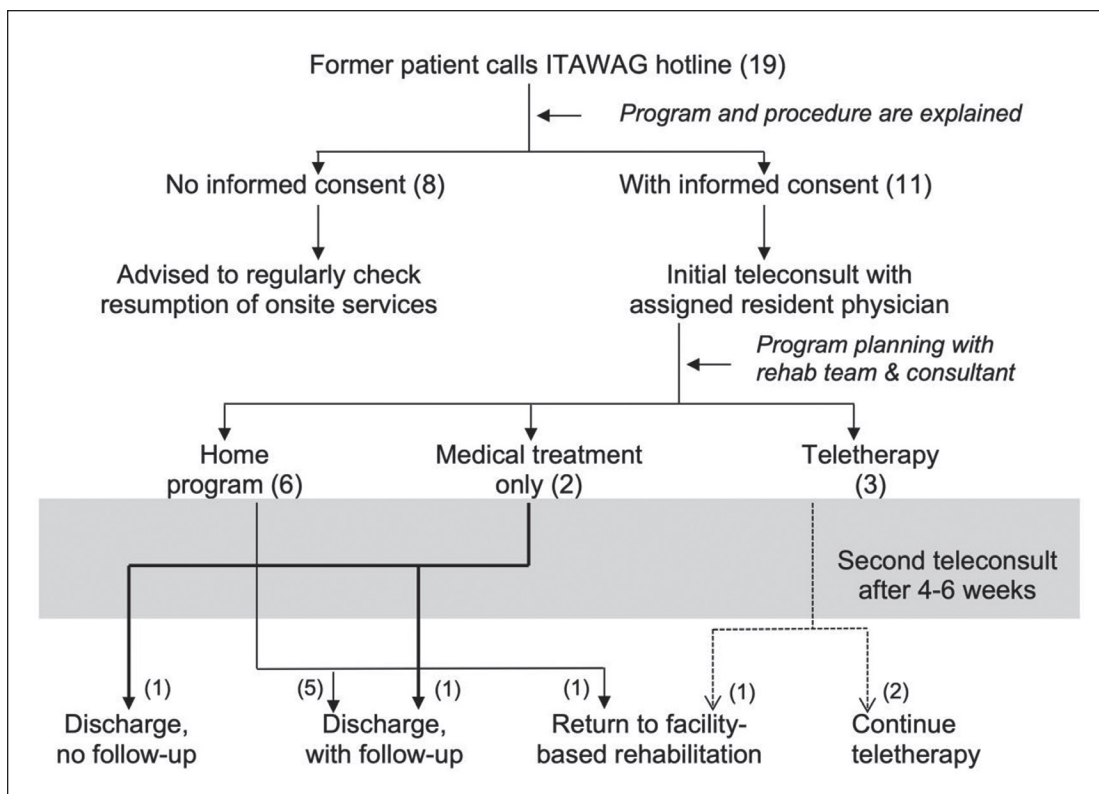 Former patient calls ITAWAG hotline (19)
Program and procedure are explained
No informed consent (8)
With informed consent (11)
Advised to regularly check
resumption of onsite services
Initial teleconsult with
assigned resident physician
Program planning with
rehab team & consultant
Home
program (6)
Medical treatment
only (2)
Teletherapy
(3)
Second teleconsult
after 4-6 weeks
(1)
(5)
(1)
(1)
(1)
(2)
Discharge,
no follow-up
Discharge,
with follow-up
Return to facility-
based rehabilitation
Continue
teletherapy